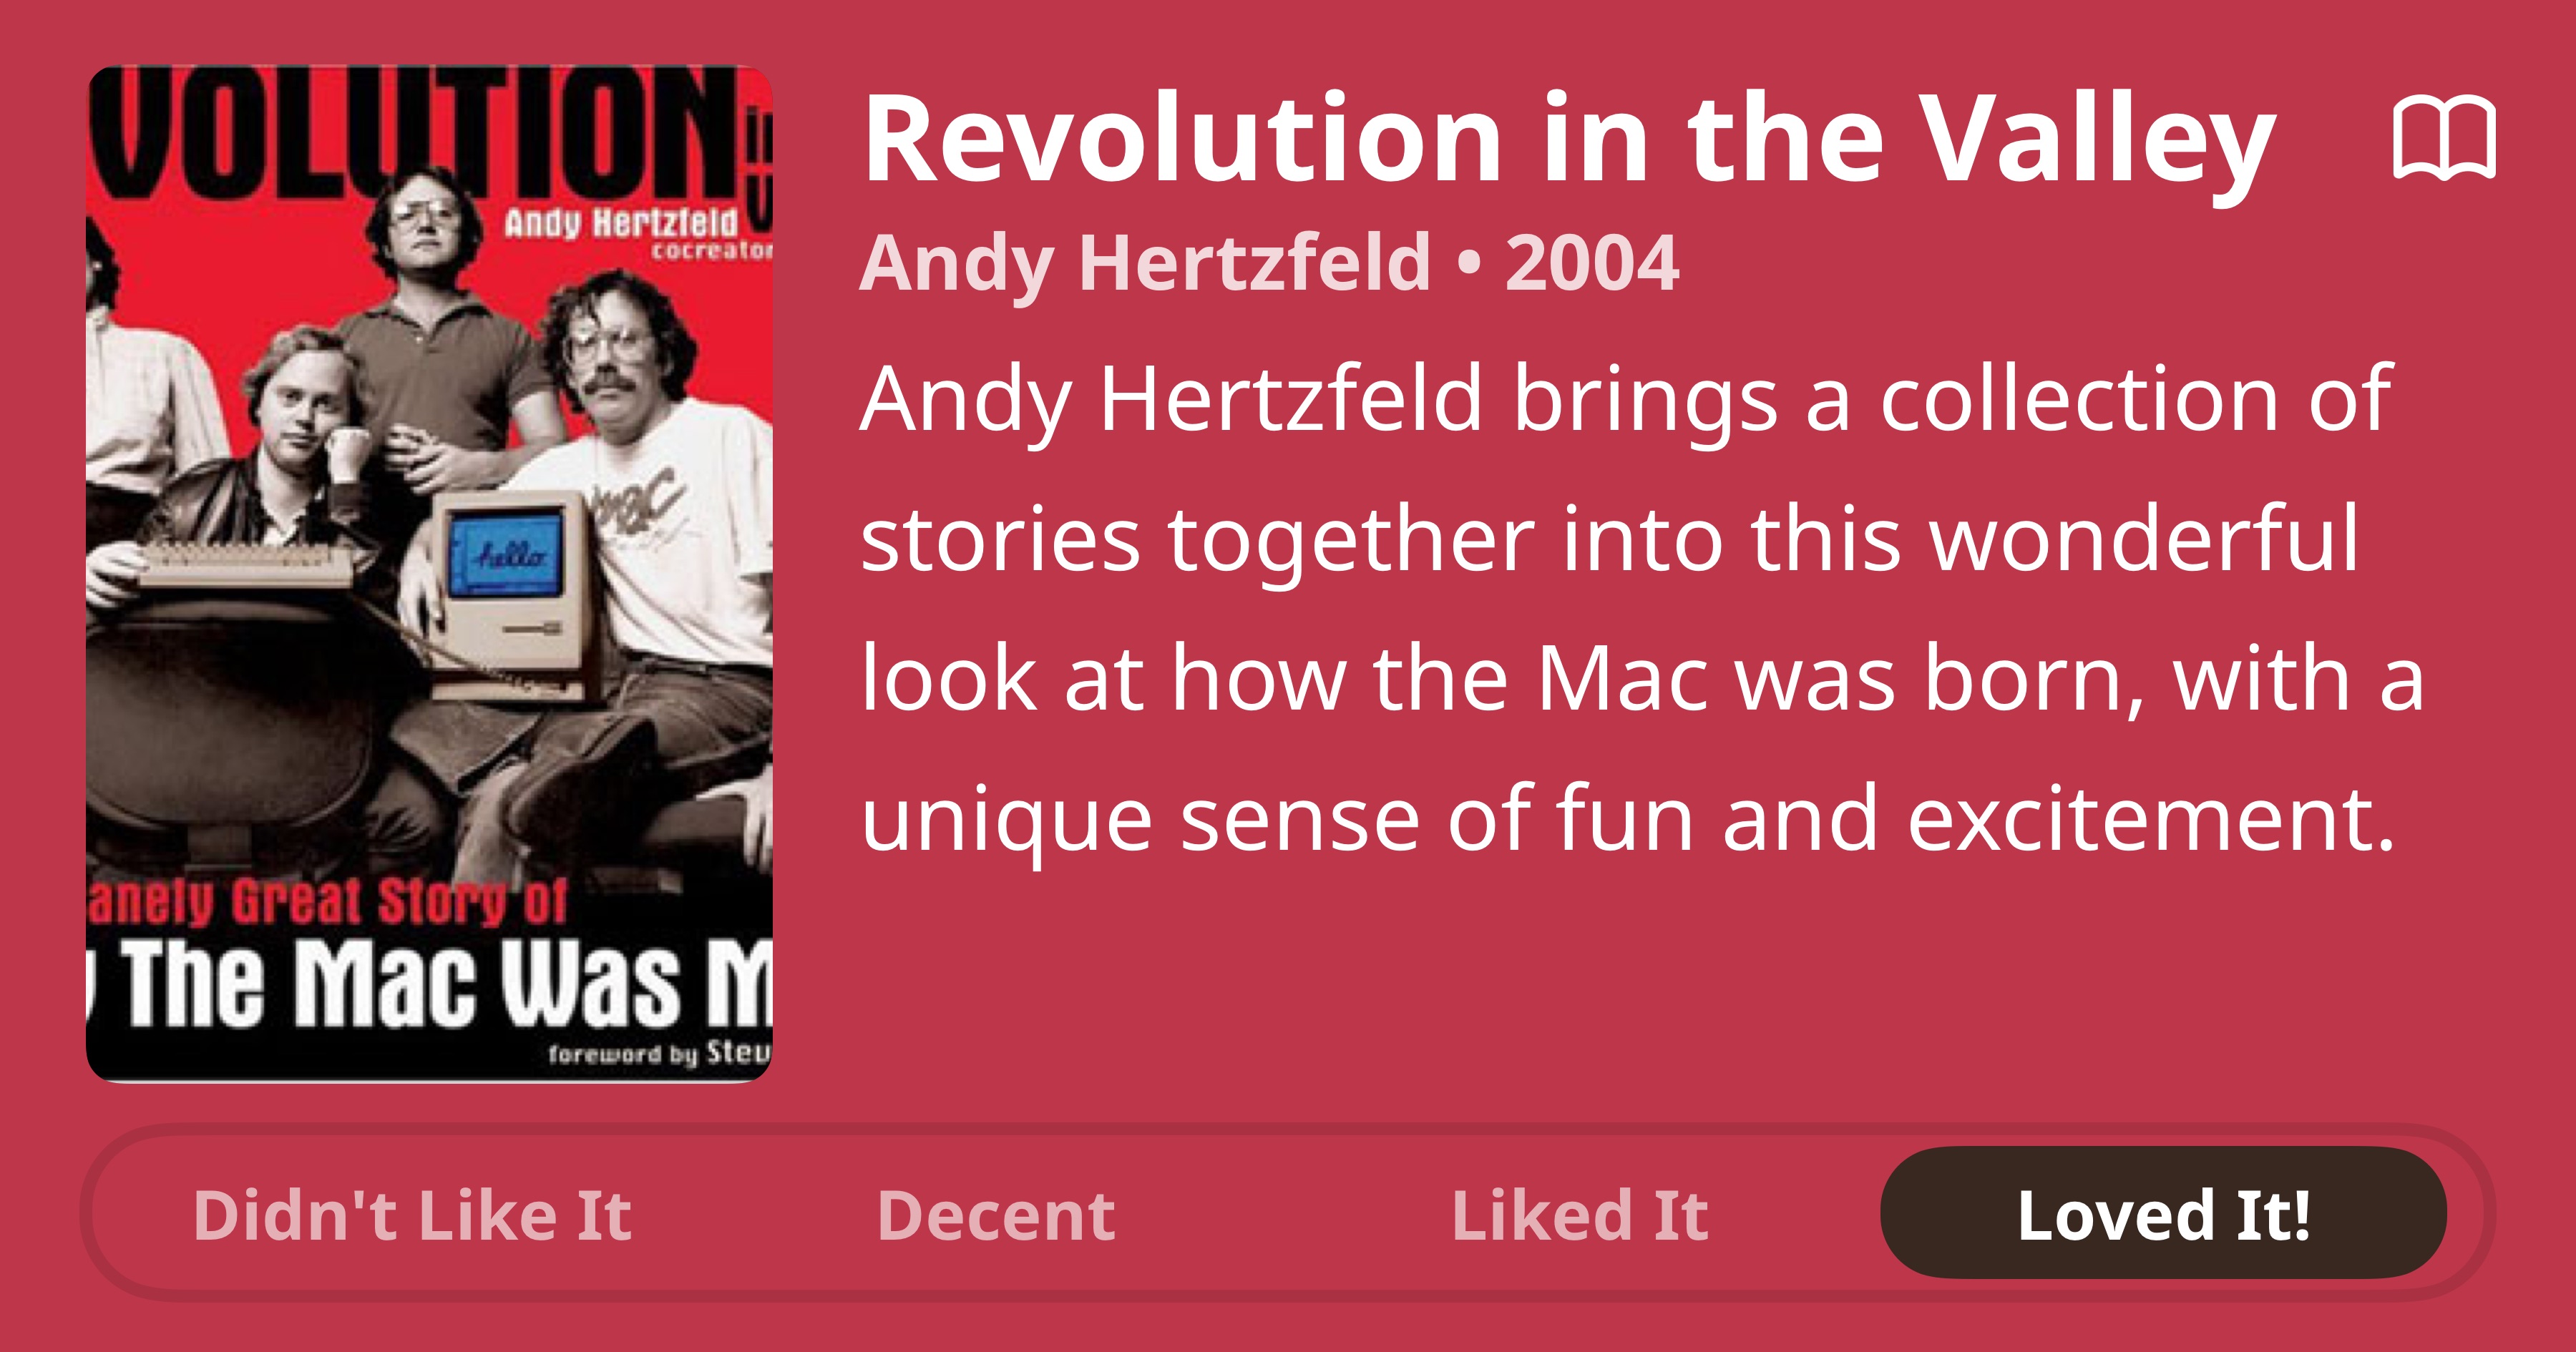 VOLUTION
Andy Hertzfeld
cocreator
hello
anely Great Story of
The Mac Was M
foreword by Stev
Revolution in the Valley
Andy Hertzfeld • 2004
Andy Hertzfeld brings a collection of
stories together into this wonderful
look at how the Mac was born, with a
unique sense of fun and excitement.
Didn't Like It
Decent
Liked It
Loved It!